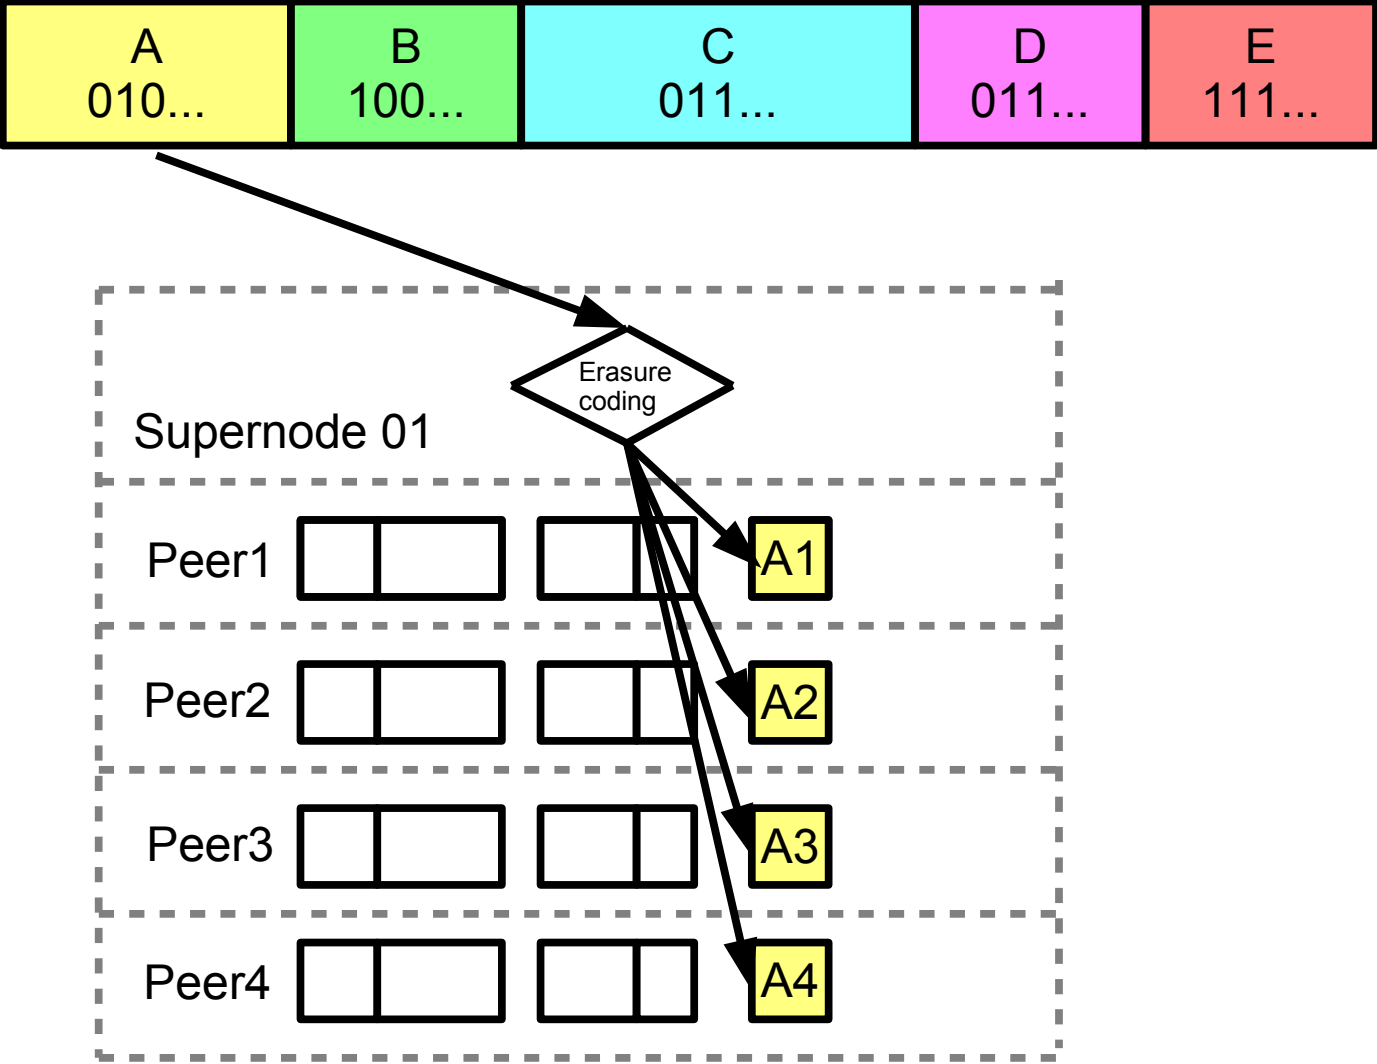 A
010...
B
100...
C
011...
D
011...
E
111...
Erasure
coding
Supernode 01
Peer1
A1
Peer2
A2
Peer3
A3
Peer4
A4